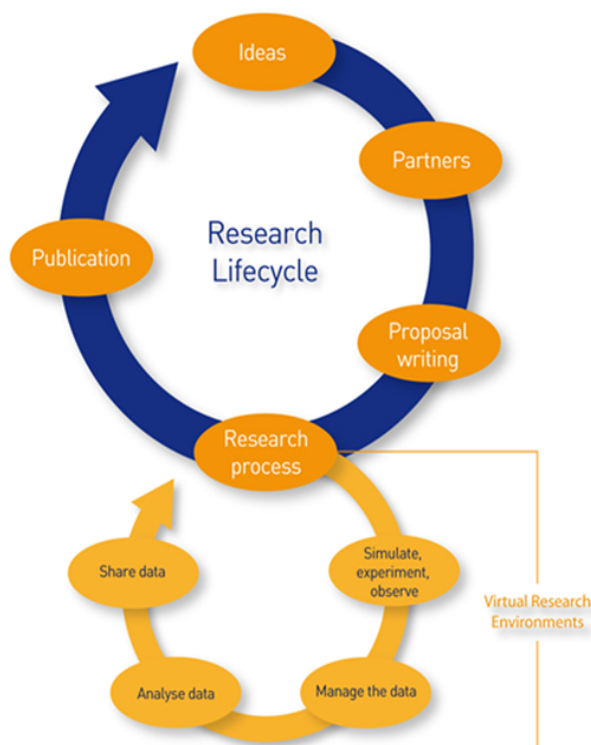 Ideas
Partners
Research
Lifecycle
Publication
Proposal
writing
Research
process
Share data
Simulate,
experiment,
observe
Virtual Research
Environments
Analyse data
Manage the data